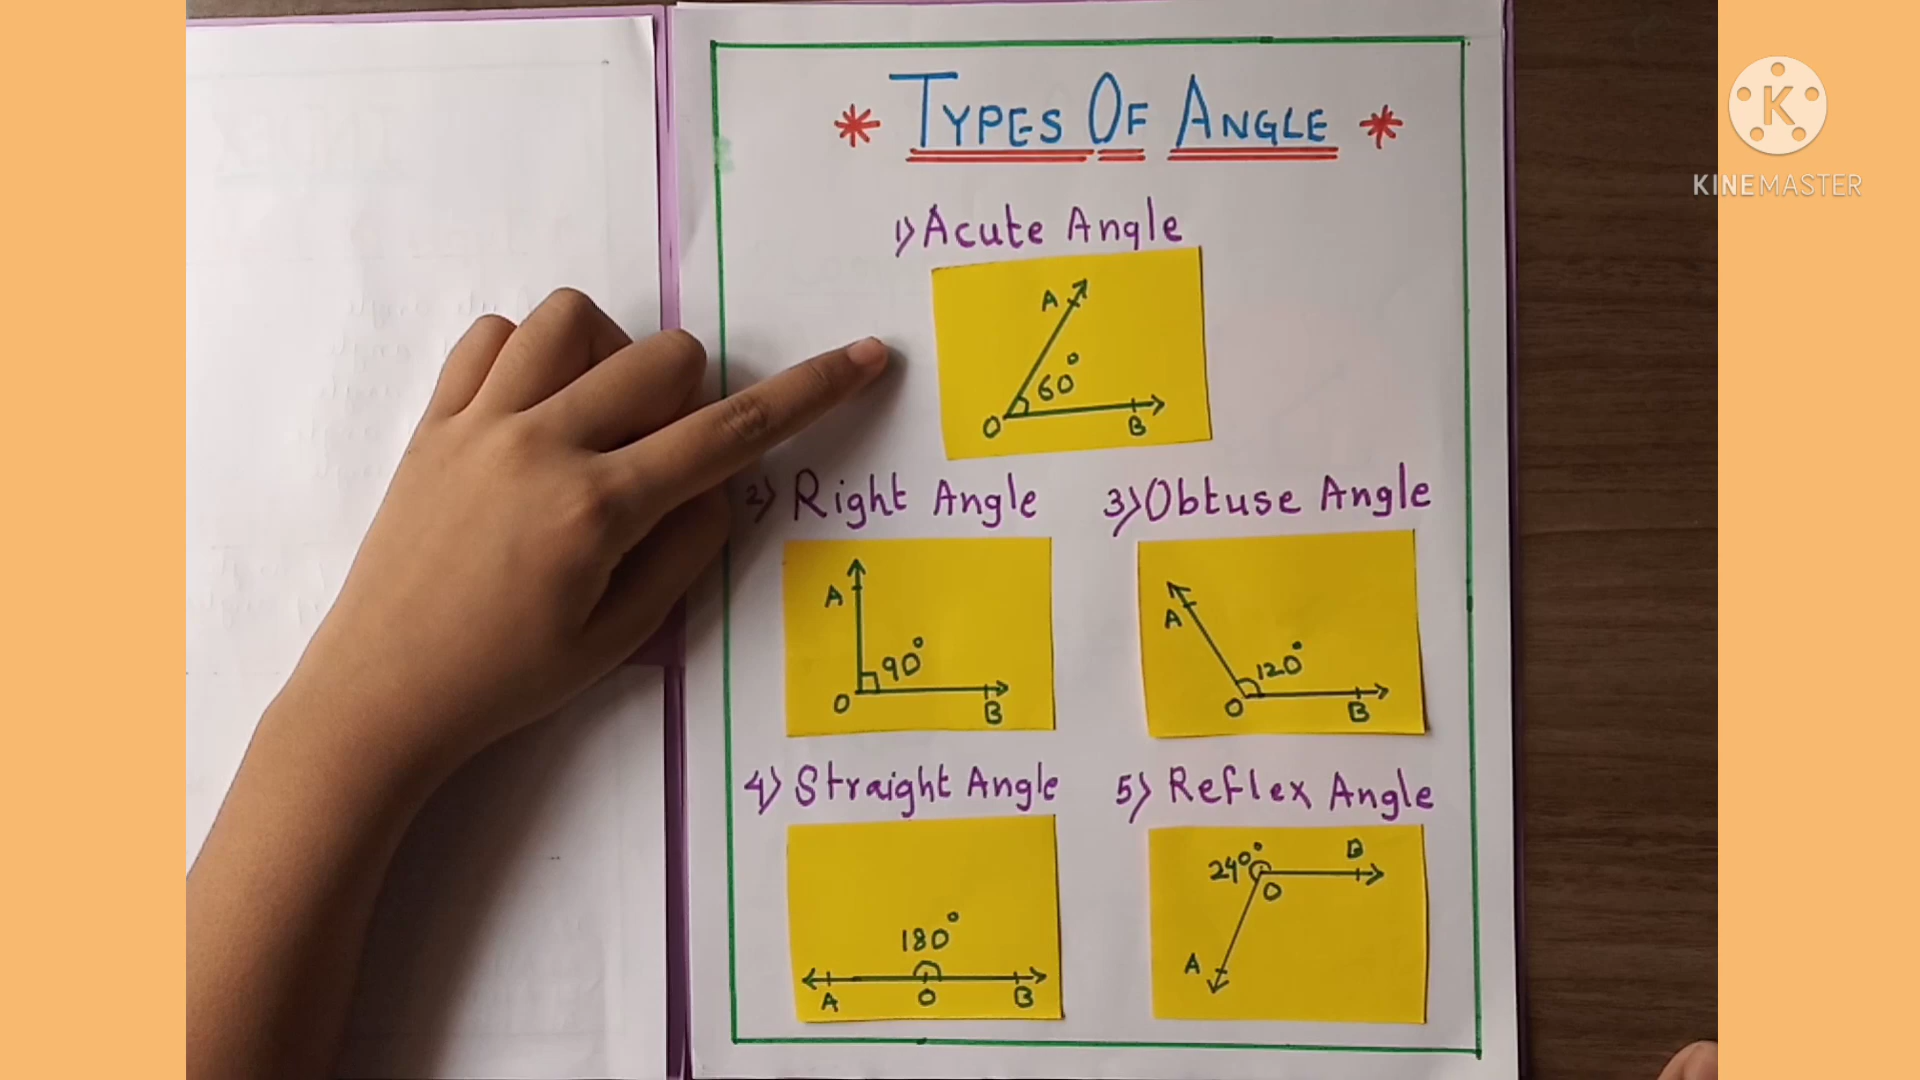 * TYPES OF ANGLE *
KINEMASTER
1) Acute Angle
A
60°
O
B
2) Right Angle
3) Obtuse Angle
A
90°
O
B
A
120°
O
B
4) Straight Angle
5) Reflex Angle
180°
A
O
B
240°
B
O
A